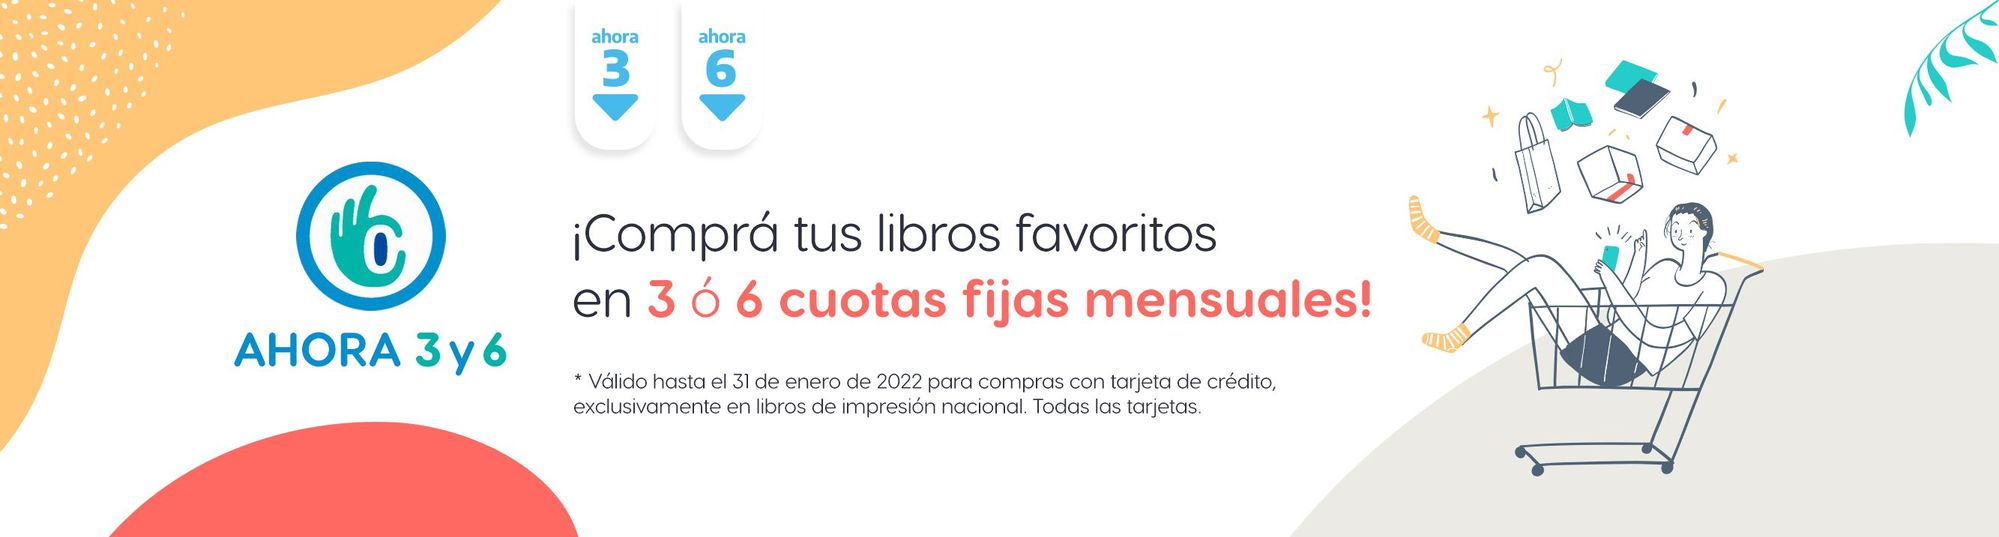 ahora
3
ahora
6
AHORA 3 y 6
¡Comprá tus libros favoritos
en 3 ó 6 cuotas fijas mensuales!
* Válido hasta el 31 de enero de 2022 para compras con tarjeta de crédito,
exclusivamente en libros de impresión nacional. Todas las tarjetas.